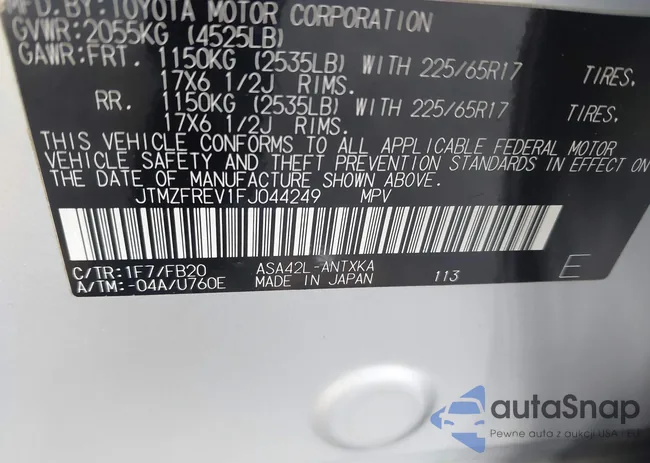 MFD. BY: TOYOTA MOTOR CORPORATION
GVWR: 2055KG (4525LB)
GAWR: FRT. 1150KG (2535LB) WITH 225/65R17 TIRES,
17X6 1/2J RIMS.
RR. 1150KG (2535LB) WITH 225/65R17 TIRES,
17X6 1/2J RIMS.
THIS VEHICLE CONFORMS TO ALL APPLICABLE FEDERAL MOTOR
VEHICLE SAFETY AND THEFT PREVENTION STANDARDS IN EFFECT ON
THE DATE OF MANUFACTURE SHOWN ABOVE.
JTMZFREV1FJ044249 MPV
C/TR: 1F7/FB20 ASA42L-ANTXKA
A/TM: -04A/U760E MADE IN JAPAN 113 E
autaSnap
Pewne auta z aukcji USA i EU